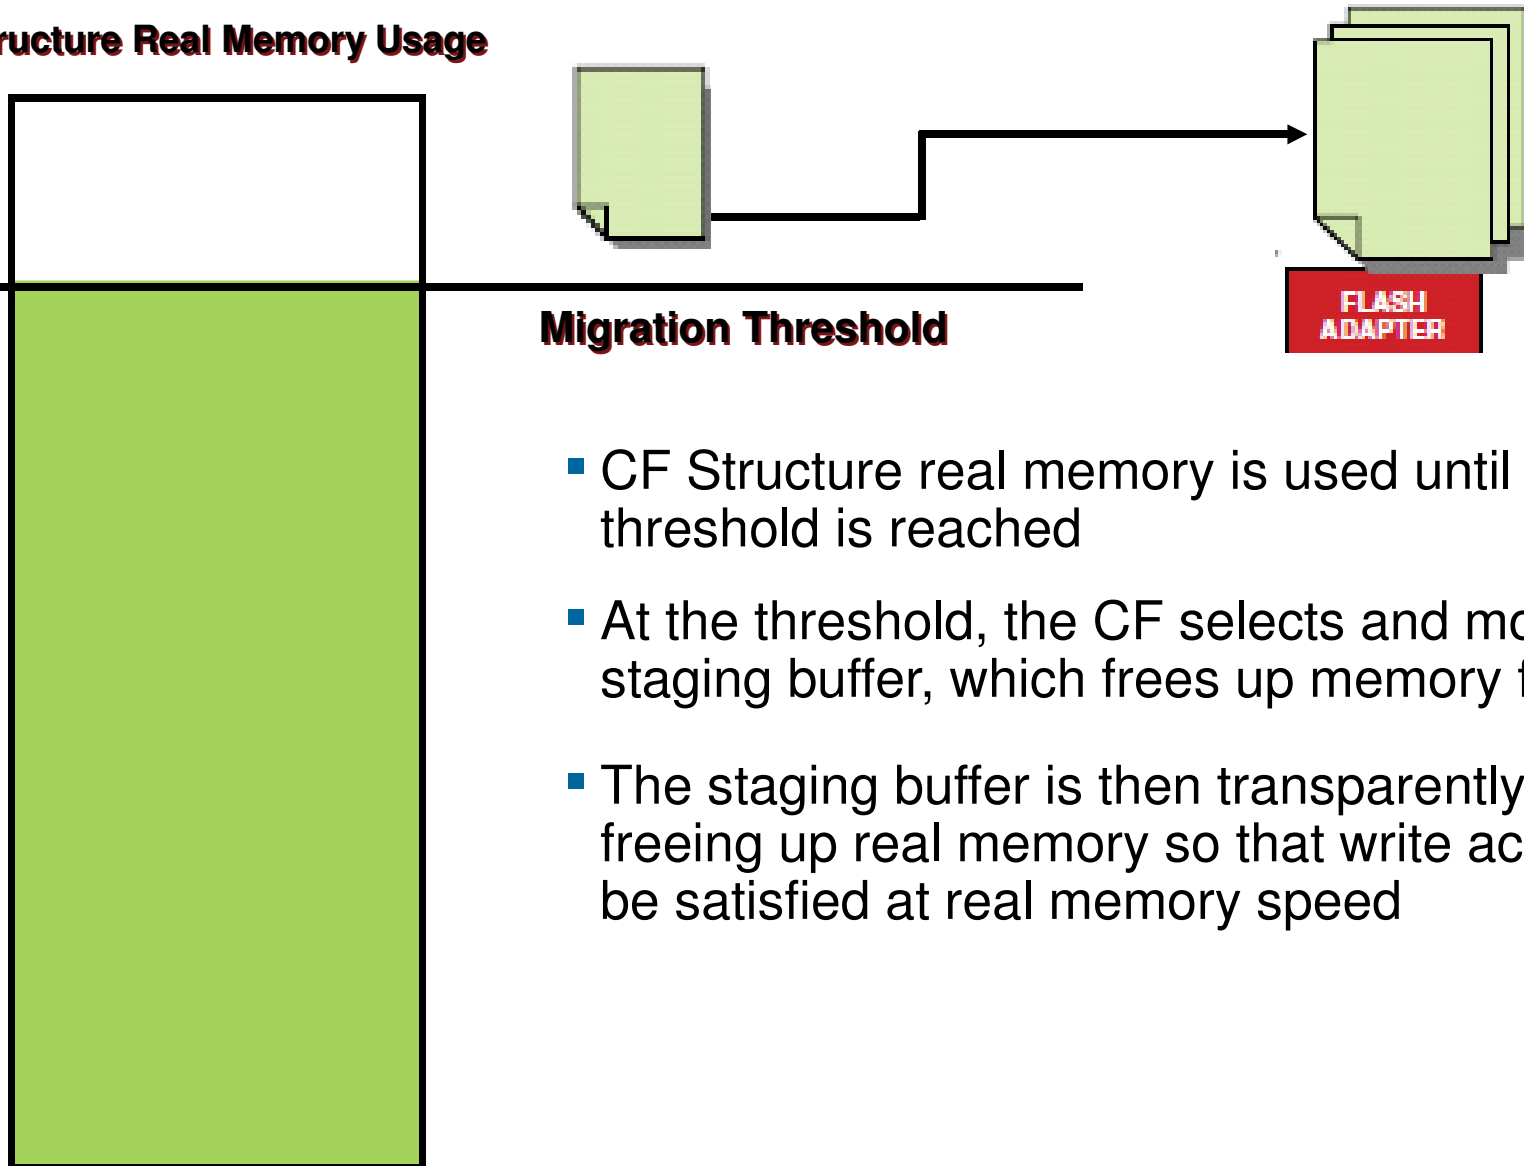 ructure Real Memory Usage
FLASH
ADAPTER
Migration Threshold
▪ CF Structure real memory is used until
threshold is reached
▪ At the threshold, the CF selects and mo
staging buffer, which frees up memory f
▪ The staging buffer is then transparently
freeing up real memory so that write ac
be satisfied at real memory speed